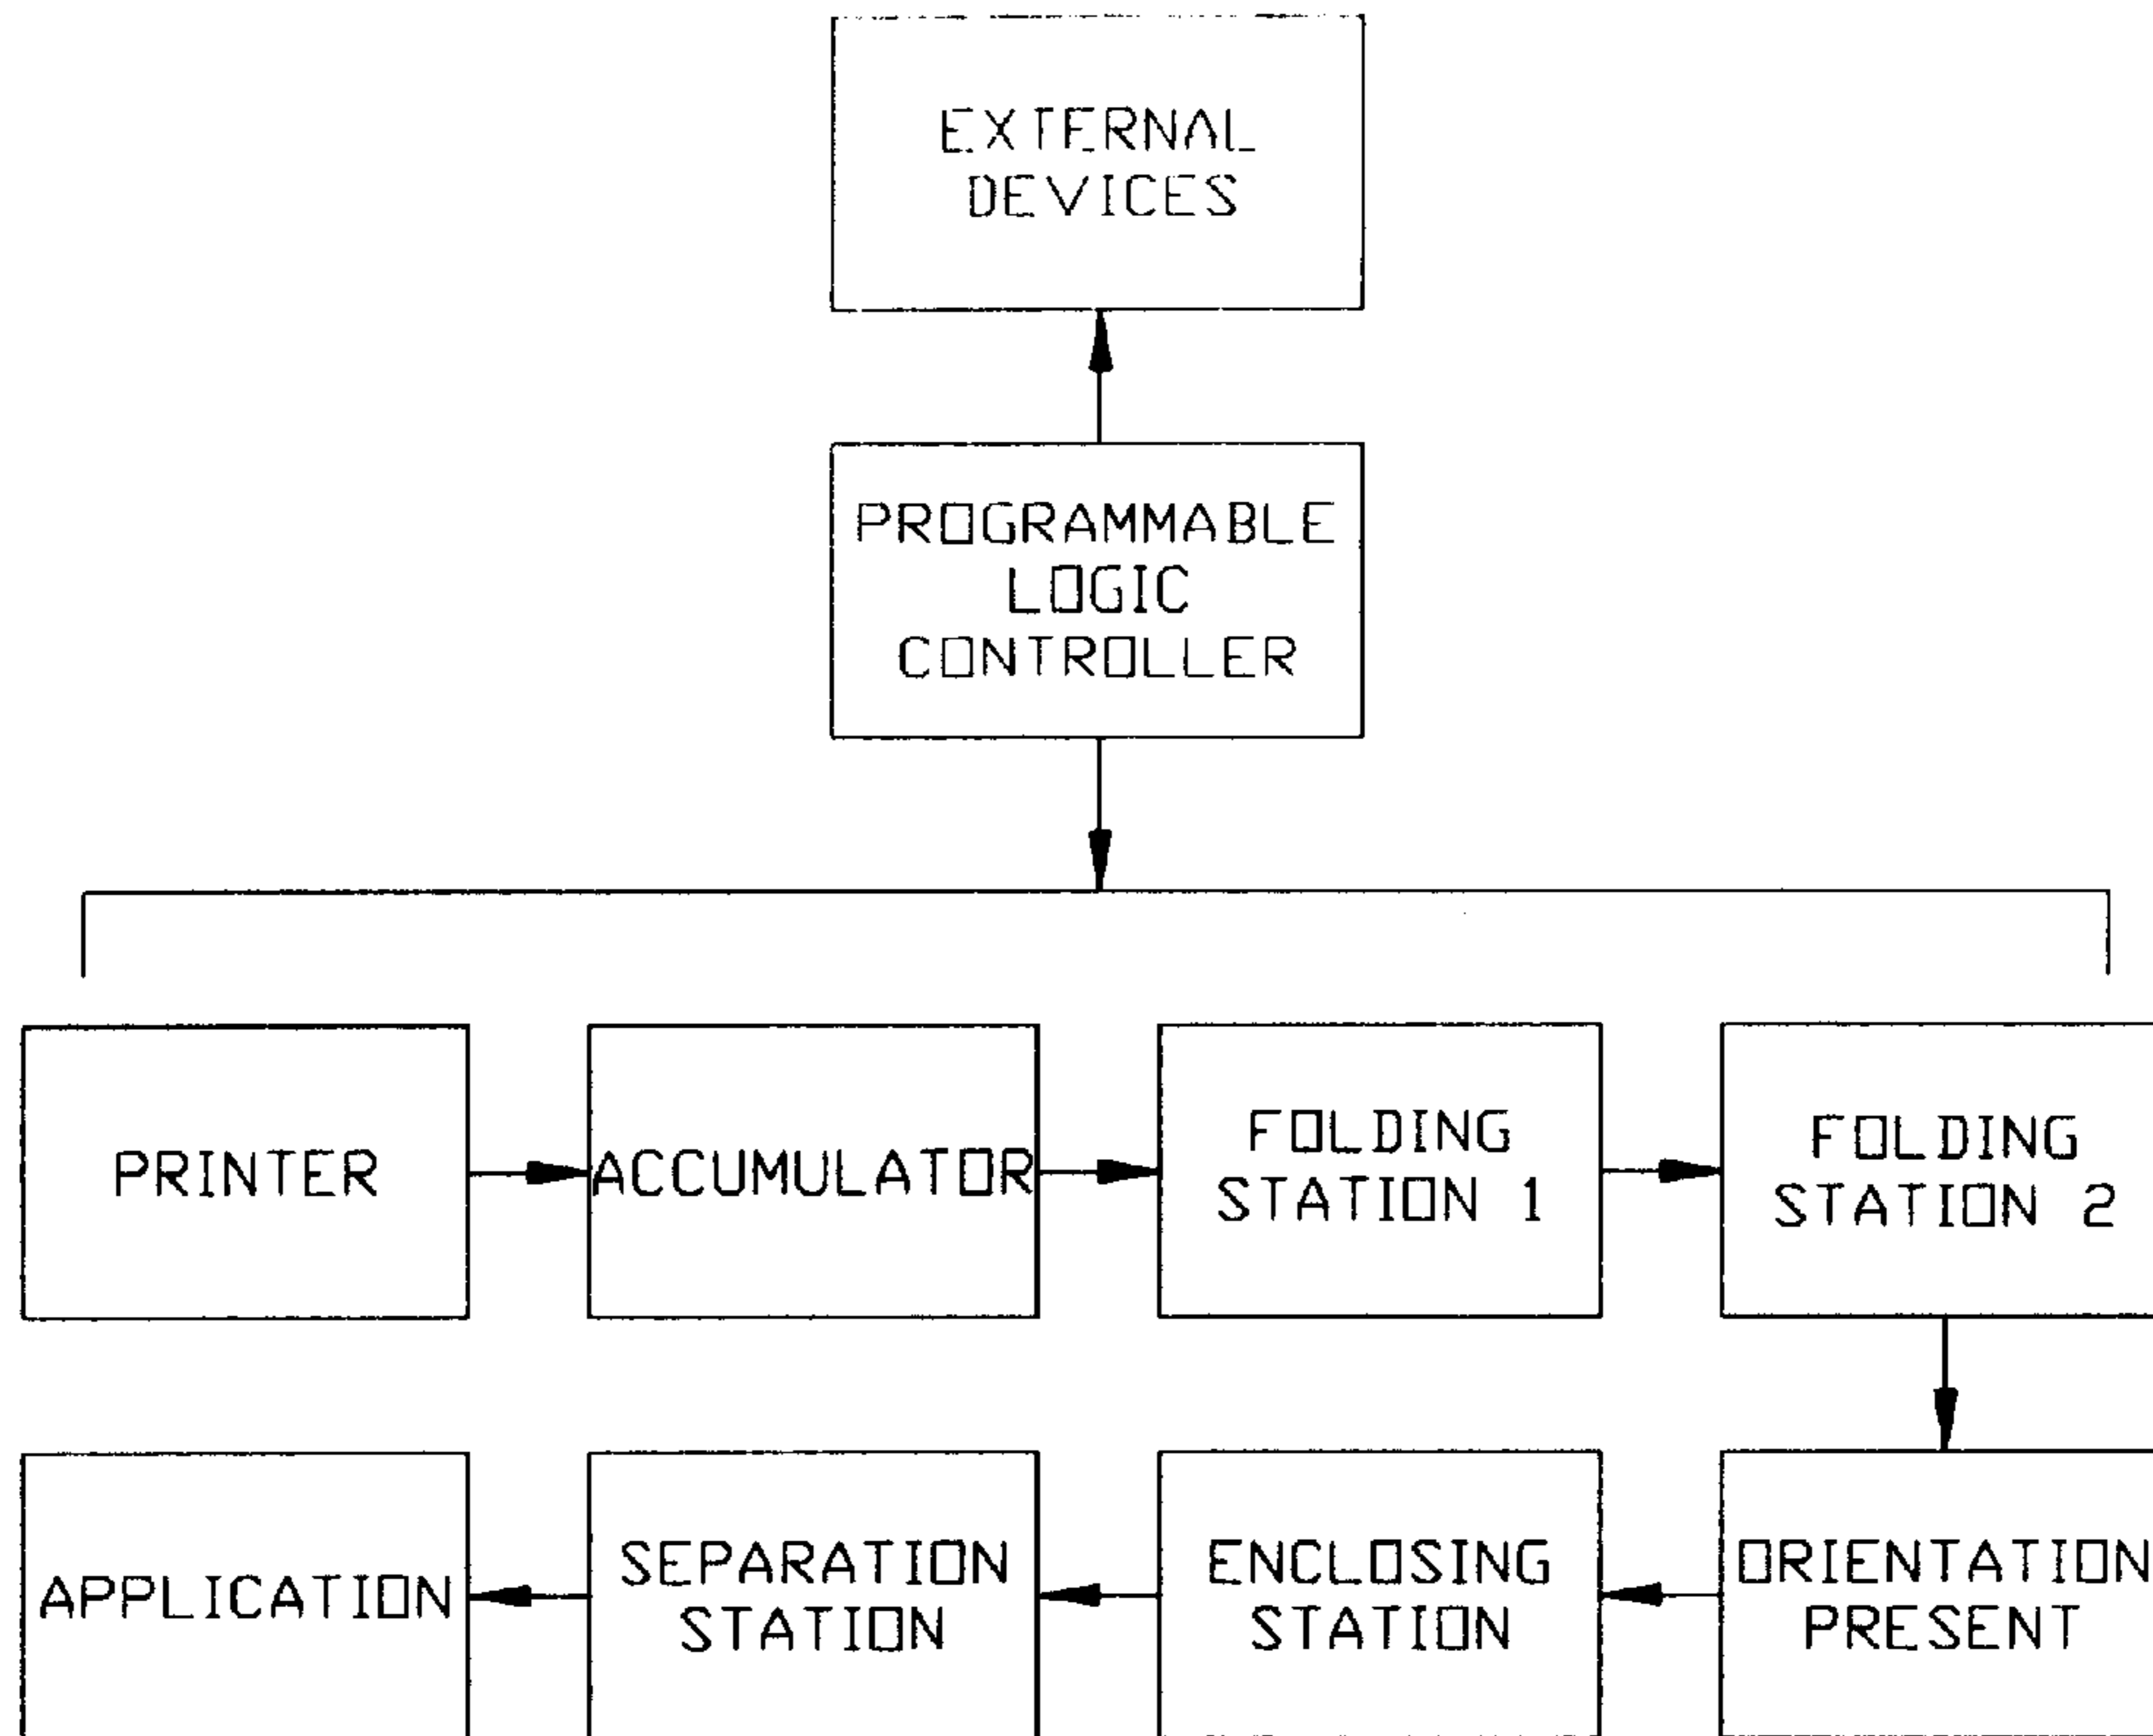 EXTERNAL
DEVICES
PROGRAMMABLE
LOGIC
CONTROLLER
PRINTER
ACCUMULATOR
FOLDING
STATION 1
FOLDING
STATION 2
APPLICATION
SEPARATION
STATION
ENCLOSING
STATION
ORIENTATION
PRESENT